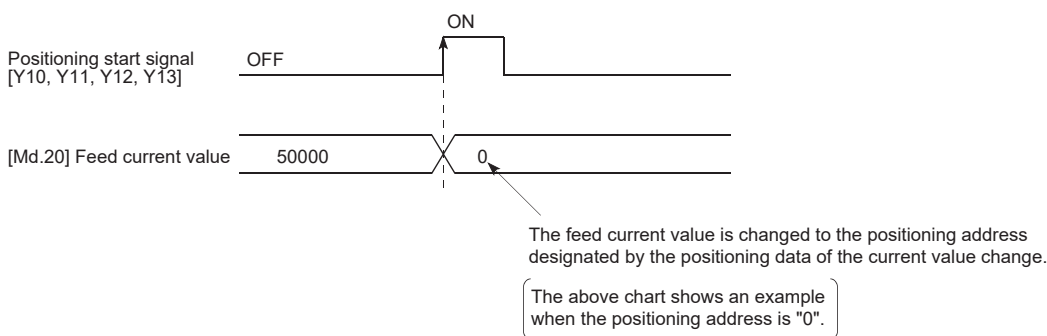 ON
Positioning start signal
[Y10, Y11, Y12, Y13]
OFF
[Md.20] Feed current value
50000
0
The feed current value is changed to the positioning address
designated by the positioning data of the current value change.
The above chart shows an example
when the positioning address is "0".